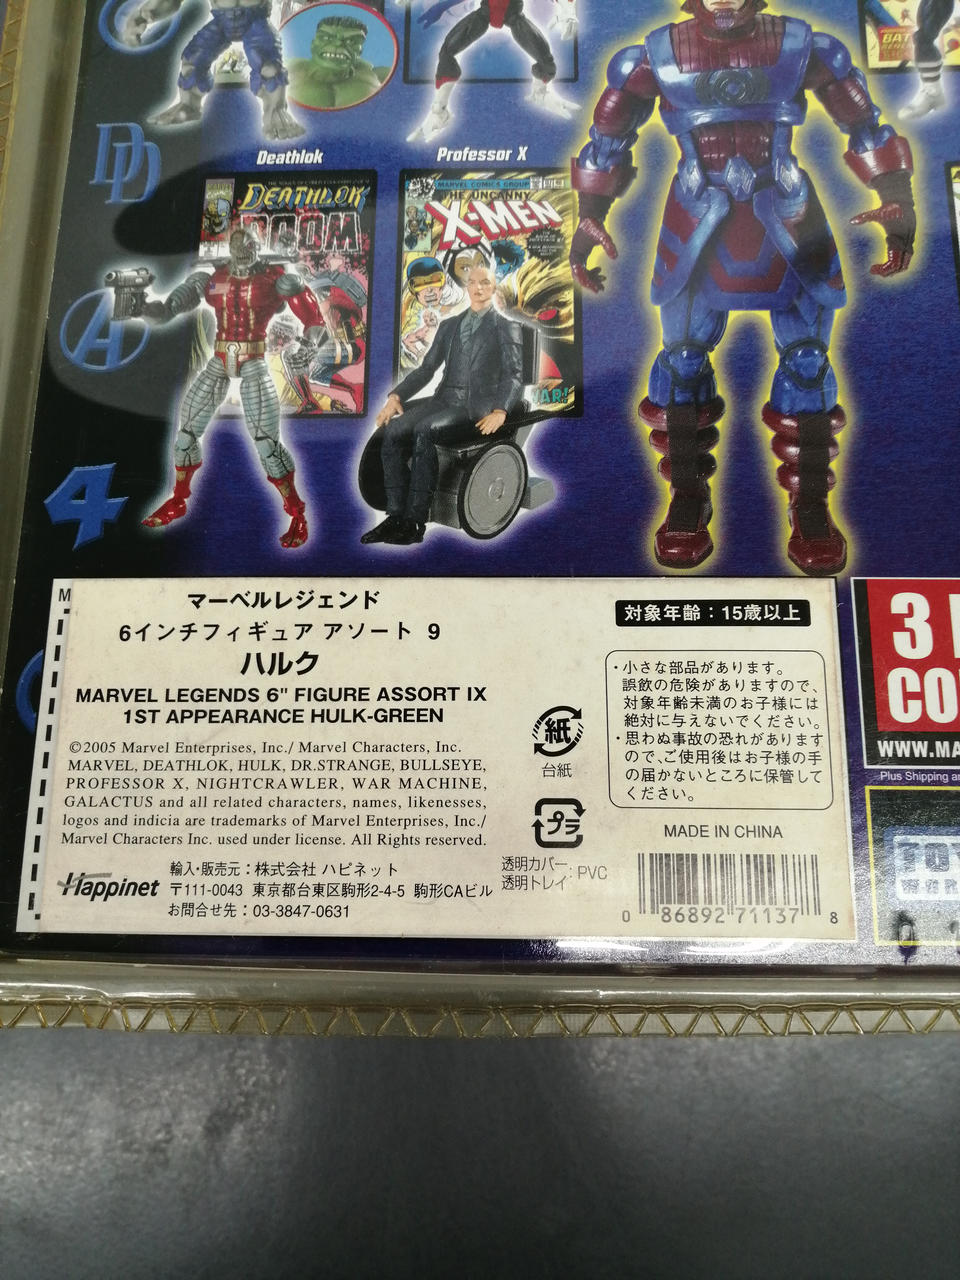 Deathlok
Professor X
DEATHLOK
DOOM
MARVEL COMICS GROUP
THE UNCANNY
X-MEN
WAR!
DD
A
4
マーベルレジェンド
6インチフィギュア アソート 9
ハルク
MARVEL LEGENDS 6" FIGURE ASSORT IX
1ST APPEARANCE HULK-GREEN
©2005 Marvel Enterprises, Inc./ Marvel Characters, Inc.
MARVEL, DEATHLOK, HULK, DR.STRANGE, BULLSEYE,
PROFESSOR X, NIGHTCRAWLER, WAR MACHINE,
GALACTUS and all related characters, names, likenesses,
logos and indicia are trademarks of Marvel Enterprises, Inc./
Marvel Characters Inc. used under license. All Rights reserved.
Happinet
輸入・販売元:株式会社 ハピネット
〒111-0043 東京都台東区駒形2-4-5 駒形CAビル
お問合せ先:03-3847-0631
対象年齢:15歳以上
・小さな部品があります。
誤飲の危険がありますので、
対象年齢未満のお子様には
絶対に与えないでください。
・思わぬ事故の恐れがあります
ので、ご使用後はお子様の手
の届かないところに保管して
ください。
紙
台紙
プラ
透明カバー
透明トレイ:PVC
MADE IN CHINA
0 86892 71137 8
3
CO
WWW.MA
Plus Shipping
TOY